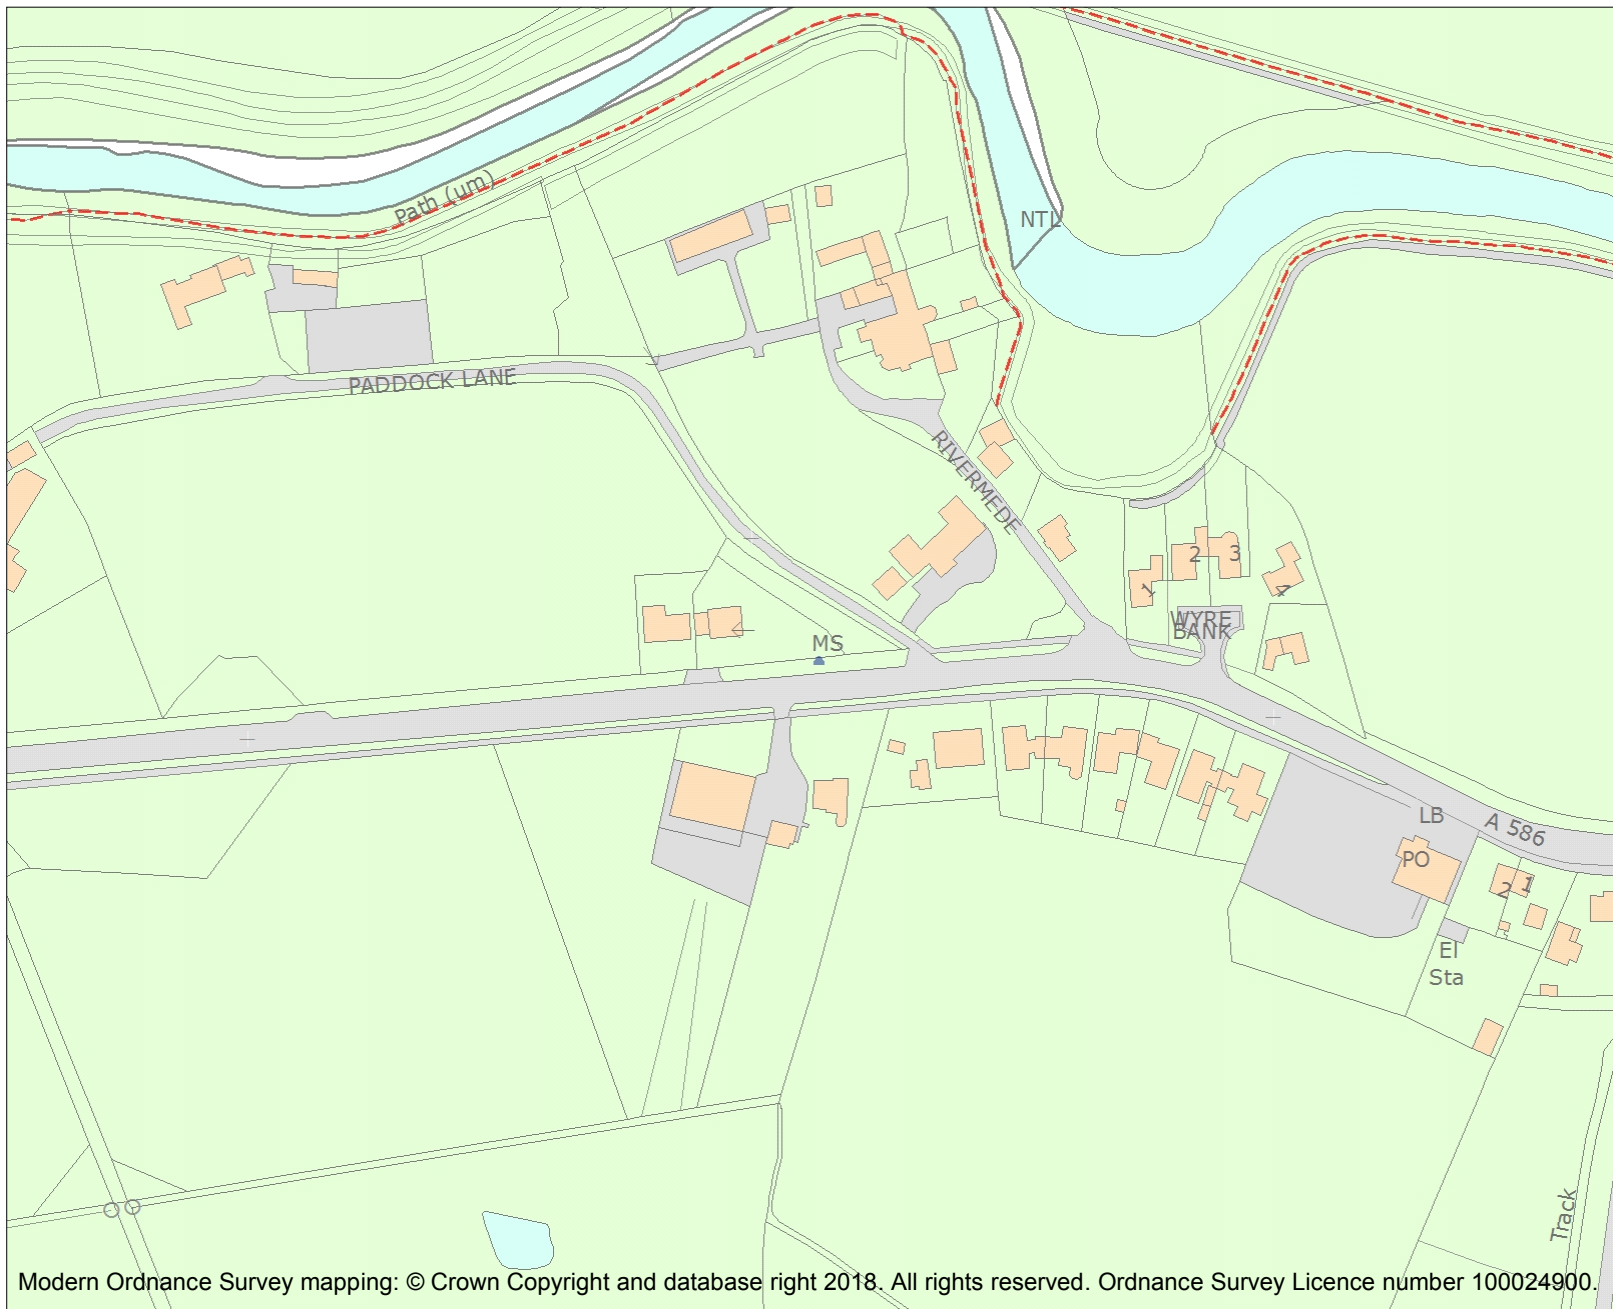 Path (um)
NTL
PADDOCK LANE
RIVERMEDE
2
3
1
4
WYRE
BANK
MS
LB
A 586
PO
2
1
El
Sta
Track
Modern Ordnance Survey mapping: © Crown Copyright and database right 2018. All rights reserved. Ordnance Survey Licence number 100024900.